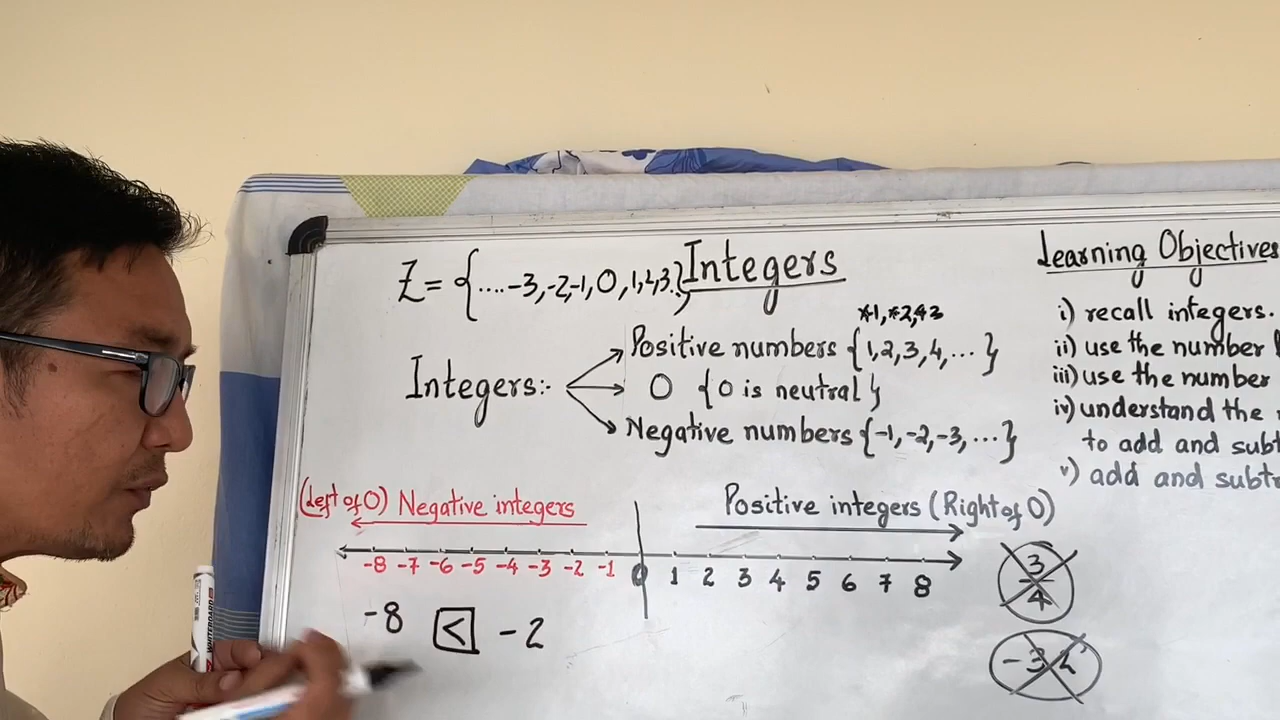 Z = {....-3,-2,-1,0,1,2,3..}
Integers
+1,+2,+3
Integers:-
Positive numbers {1,2,3,4,...}
0 {0 is neutral}
Negative numbers {-1,-2,-3,...}
Learning Objectives
i) recall integers.
ii) use the number
iii) use the number
iv) understand the
to add and subt
v) add and subtr
(Left of 0) Negative integers
Positive integers (Right of 0)
-8 -7 -6 -5 -4 -3 -2 -1 0 1 2 3 4 5 6 7 8
-8 < -2
3
4
WHITEBOARD